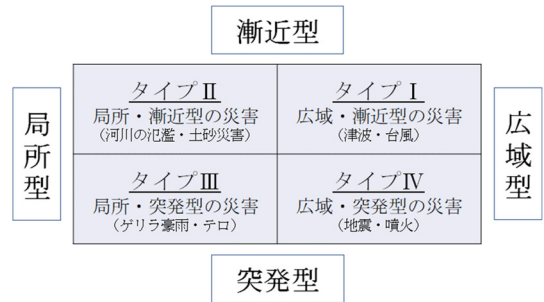 漸近型
局所型
タイプⅡ
局所・漸近型の災害
(河川の氾濫・土砂災害)
タイプⅠ
広域・漸近型の災害
(津波・台風)
タイプⅢ
局所・突発型の災害
(ゲリラ豪雨・テロ)
タイプⅣ
広域・突発型の災害
(地震・噴火)
広域型
突発型